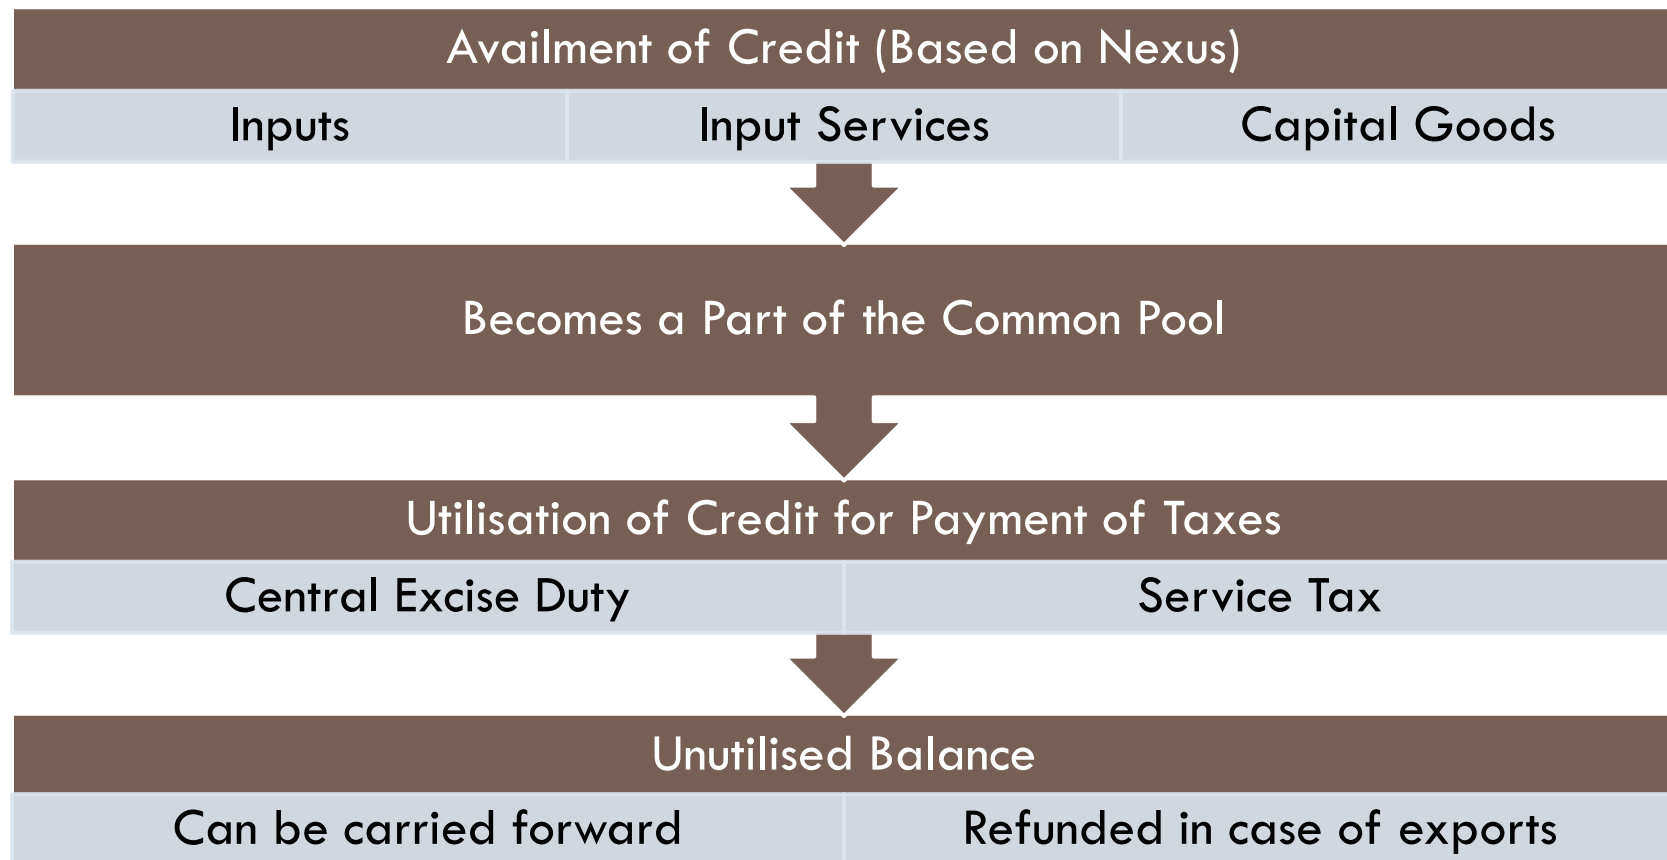 Availment of Credit (Based on Nexus)
Inputs
Input Services
Capital Goods
Becomes a Part of the Common Pool
Utilisation of Credit for Payment of Taxes
Central Excise Duty
Service Tax
Unutilised Balance
Can be carried forward
Refunded in case of exports